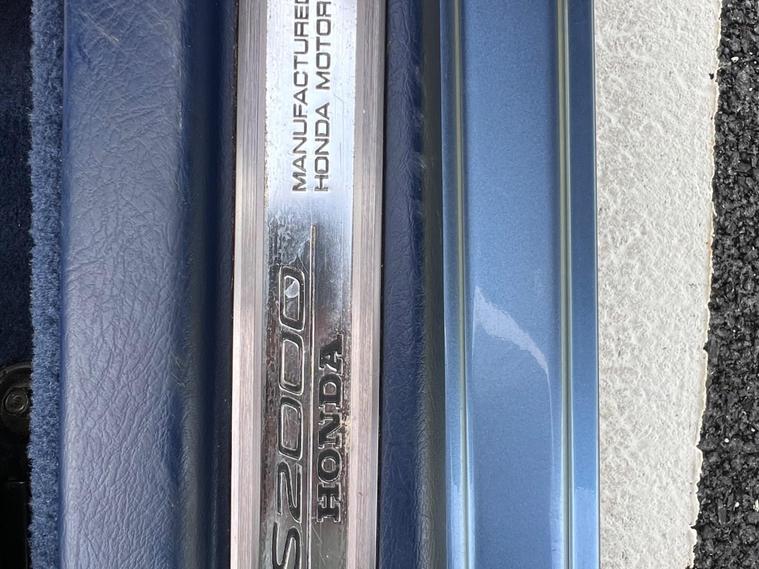 S2000
HONDA
MANUFACTURED
HONDA MOTOR